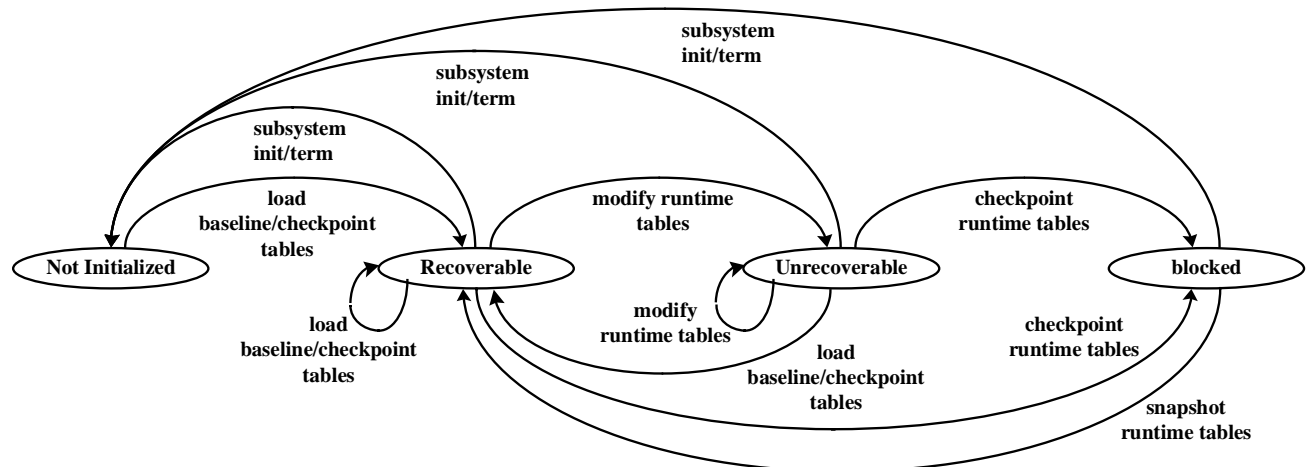 subsystem
init/term
subsystem
init/term
subsystem
init/term
load
baseline/checkpoint
tables
modify runtime
tables
checkpoint
runtime tables
Not Initialized
Recoverable
Unrecoverable
blocked
load
baseline/checkpoint
tables
modify
runtime tables
load
baseline/checkpoint
tables
checkpoint
runtime tables
snapshot
runtime tables